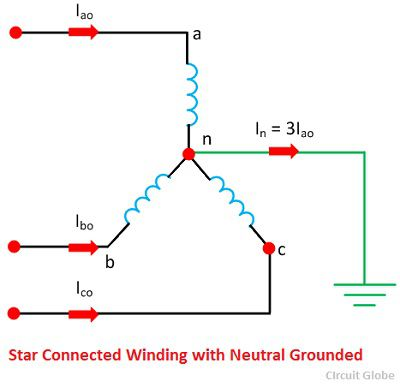 Iao
a
n
In = 3Iao
Ibo
b
c
Ico
Star Connected Winding with Neutral Grounded
CIrcuit Globe